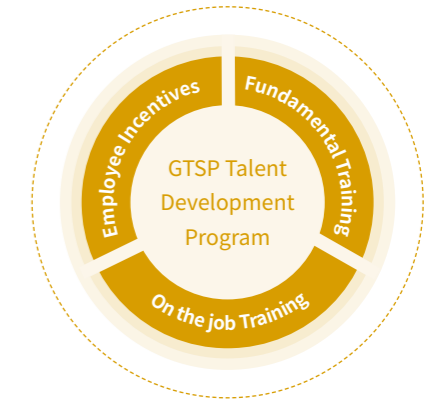 Employee Incentives
Fundamental Training
GTSP Talent
Development
Program
On the job Training